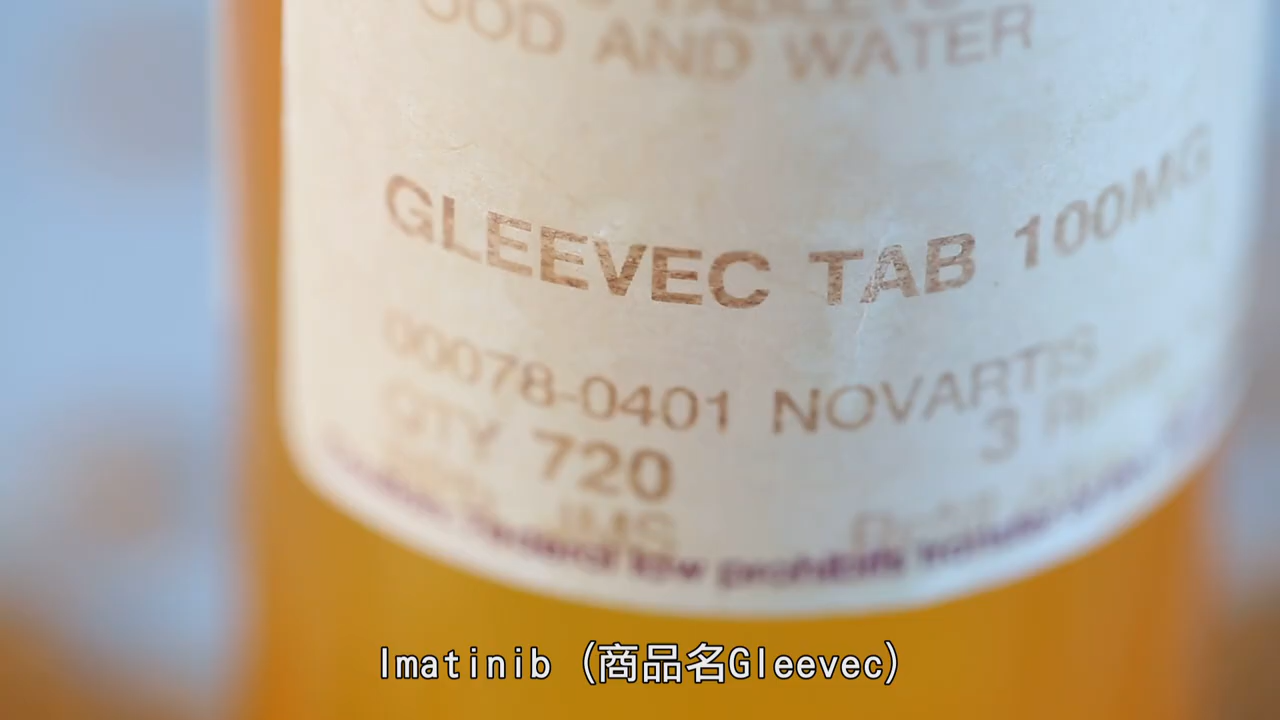 AND WATER
GLEEVEC TAB 100MG
00078-0401 NOVARTIS
QTY 720 3
Imatinib (商品名Gleevec)